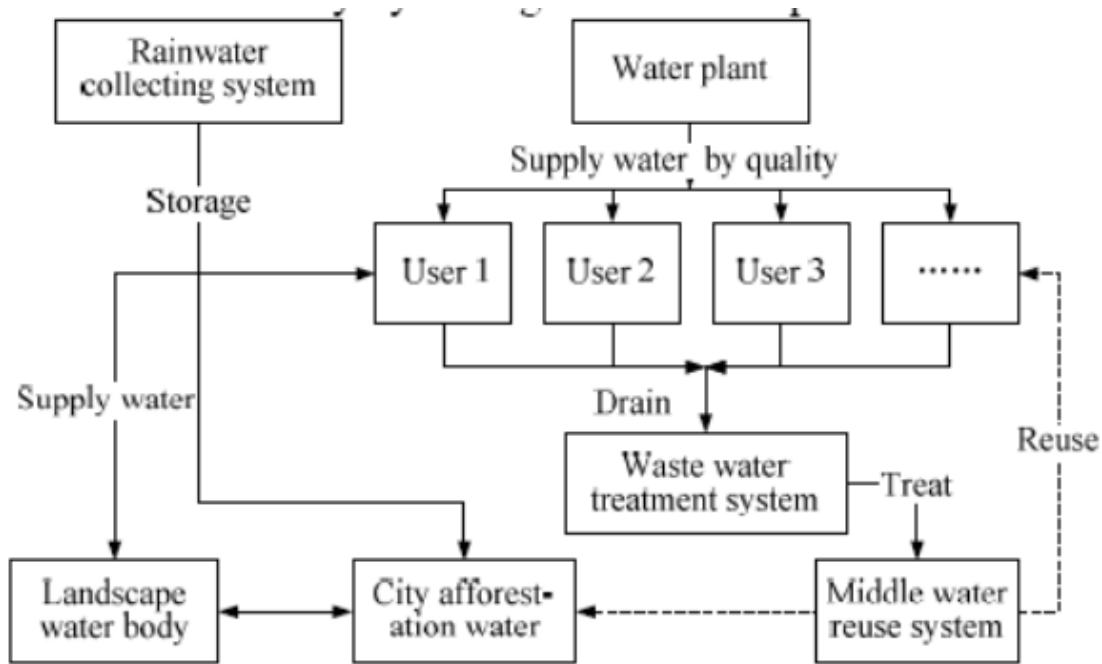 Rainwater
collecting system
Water plant
Supply water by quality
Storage
User 1
User 2
User 3
······
Supply water
Drain
Reuse
Waste water
treatment system
Treat
Landscape
water body
City afforest-
ation water
Middle water
reuse system